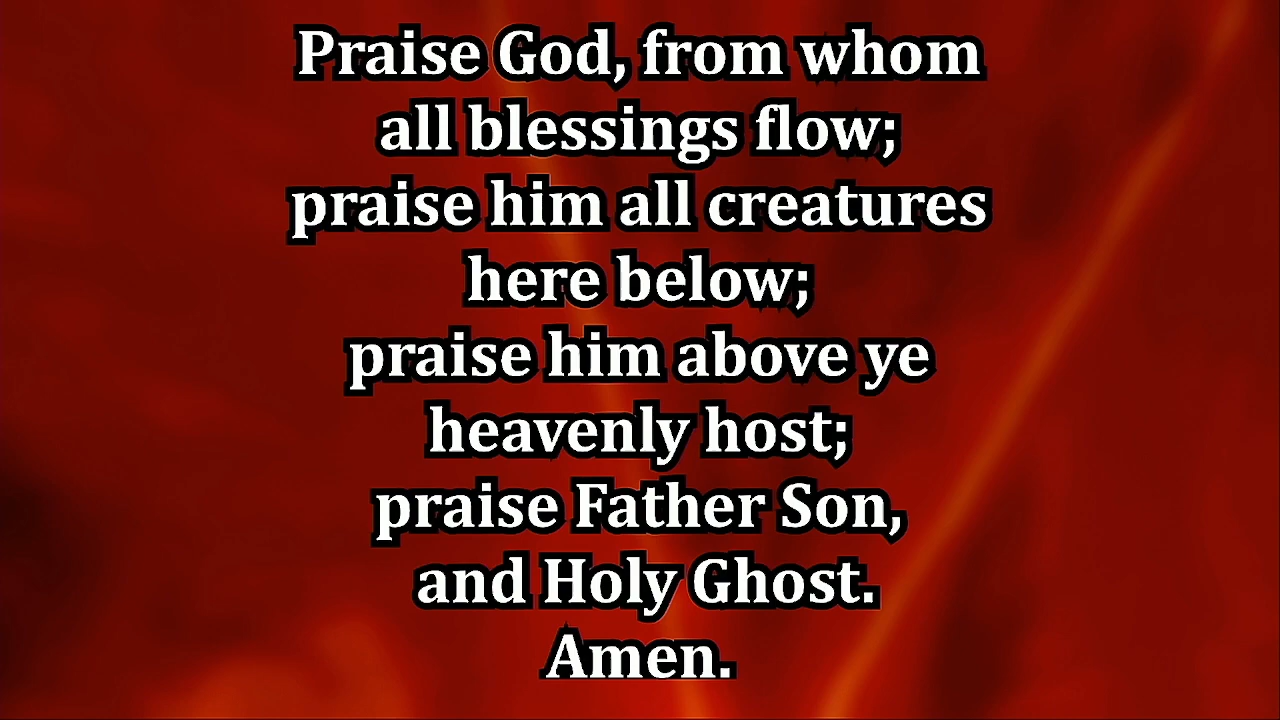 Praise God, from whom
all blessings flow;
praise him all creatures
here below;
praise him above ye
heavenly host;
praise Father Son,
and Holy Ghost.
Amen.